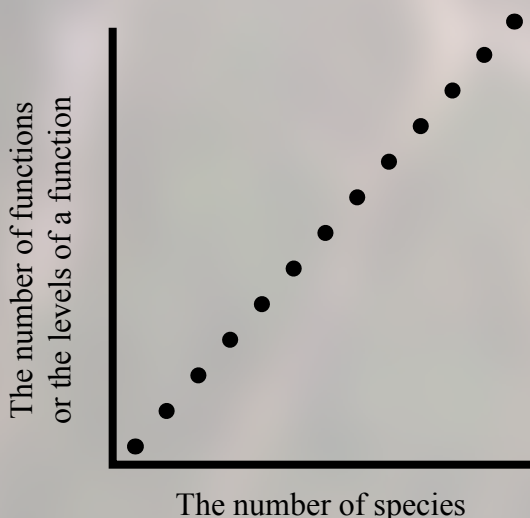 The number of functions
or the levels of a function
The number of species